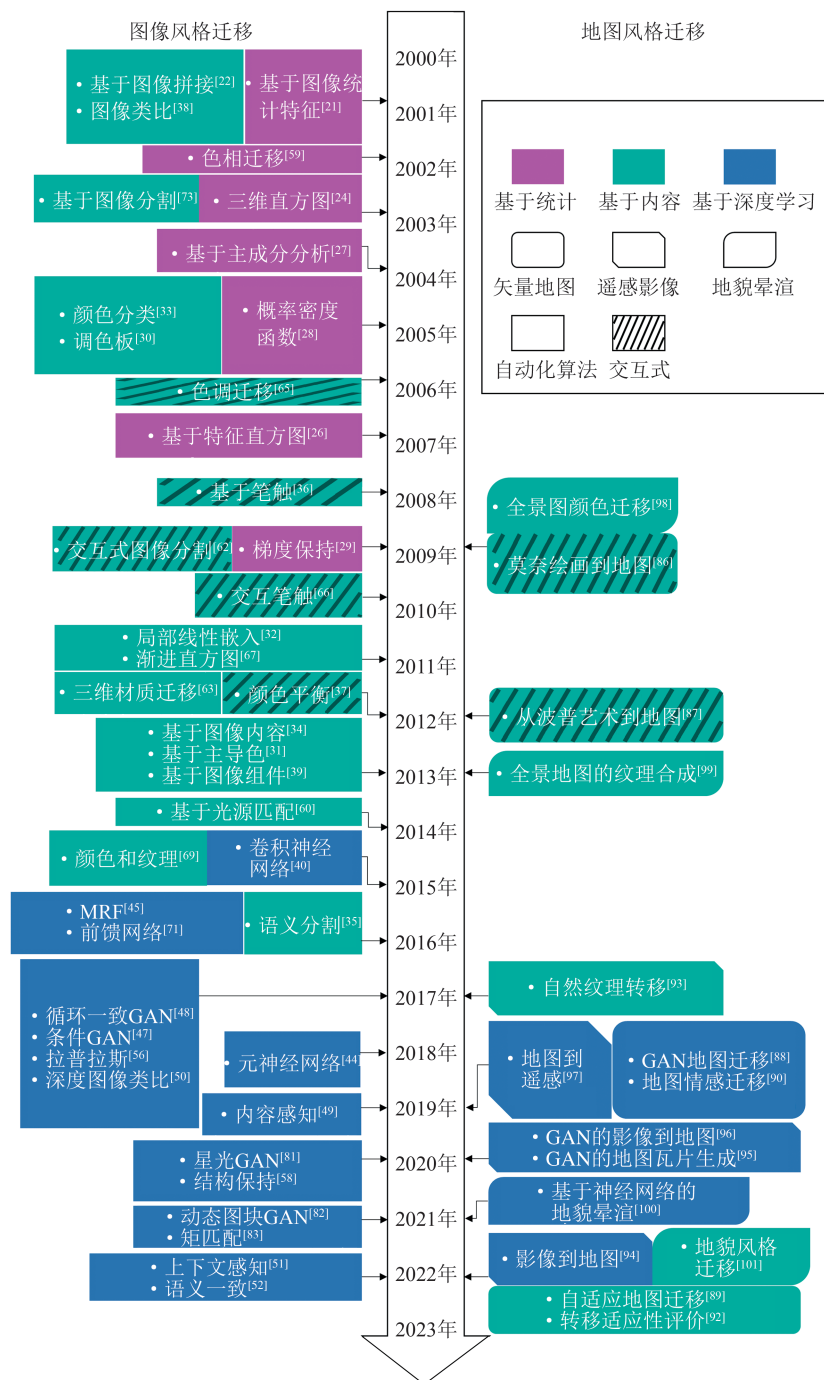 图像风格迁移
地图风格迁移
2000年
• 基于图像拼接[22]
• 图像类比[38]
• 基于图像统
计特征[21]
2001年
• 色相迁移[59]
2002年
• 基于图像分割[73]
• 三维直方图[24]
2003年
• 基于主成分分析[27]
2004年
• 颜色分类[33]
• 调色板[30]
• 概率密度
函数[28]
2005年
• 色调迁移[65]
2006年
• 基于特征直方图[26]
2007年
• 基于笔触[36]
2008年
• 全景图颜色迁移[98]
• 交互式图像分割[62]
• 梯度保持[29]
2009年
• 莫奈绘画到地图[86]
• 交互笔触[66]
2010年
• 局部线性嵌入[32]
• 渐进直方图[67]
2011年
• 三维材质迁移[63]
• 颜色平衡[37]
2012年
• 从波普艺术到地图[87]
• 基于图像内容[34]
• 基于主导色[31]
• 基于图像组件[39]
2013年
• 全景地图的纹理合成[99]
• 基于光源匹配[60]
2014年
• 颜色和纹理[69]
• 卷积神经
网络[40]
2015年
• MRF[45]
• 前馈网络[71]
• 语义分割[35]
2016年
2017年
• 自然纹理转移[93]
• 循环一致GAN[48]
• 条件GAN[47]
• 拉普拉斯[56]
• 深度图像类比[50]
• 元神经网络[44]
2018年
• 地图到
遥感[97]
• GAN地图迁移[88]
• 地图情感迁移[90]
• 内容感知[49]
2019年
• 星光GAN[81]
• 结构保持[58]
2020年
• GAN的影像到地图[96]
• GAN的地图瓦片生成[95]
• 动态图块GAN[82]
• 矩匹配[83]
2021年
• 基于神经网络的
地貌晕渲[100]
• 上下文感知[51]
• 语义一致[52]
2022年
• 影像到地图[94]
• 地貌风格
迁移[101]
• 自适应地图迁移[89]
• 转移适应性评价[92]
2023年
基于统计
基于内容
基于深度学习
矢量地图
遥感影像
地貌晕渲
自动化算法
交互式